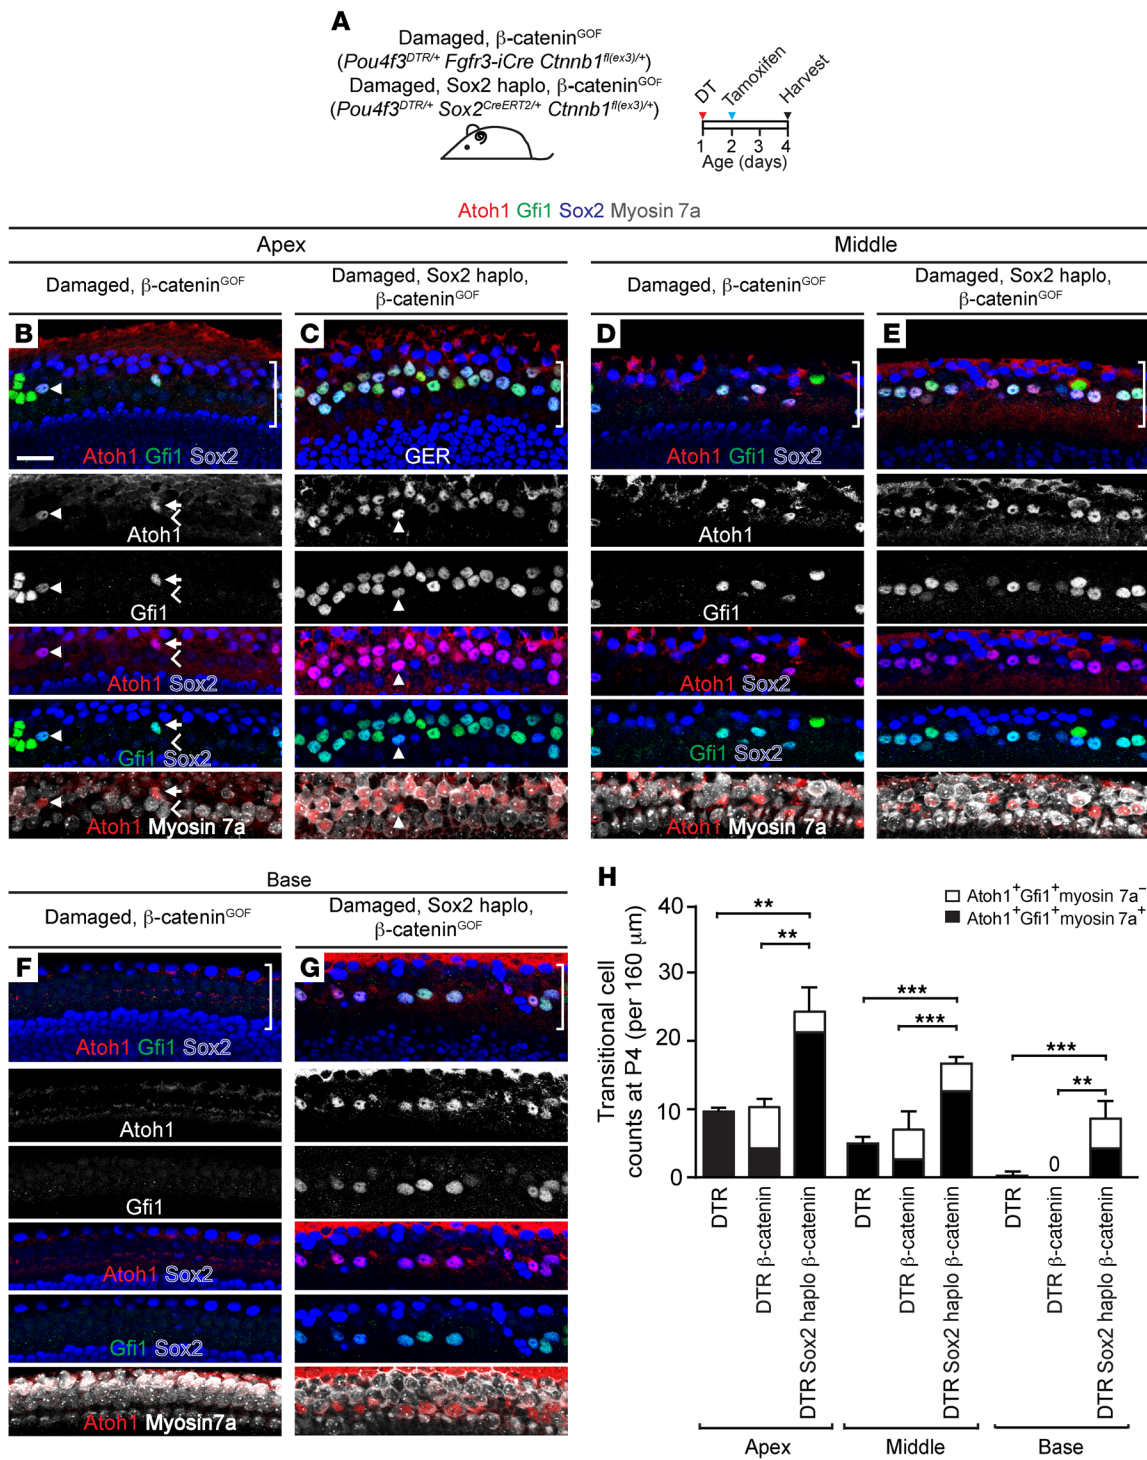 A
Damaged, β-catenin^GOF
(Pou4f3^DTR/+ Fgfr3-iCre Ctnnb1^fl(ex3)/+)
Damaged, Sox2 haplo, β-catenin^GOF
(Pou4f3^DTR/+ Sox2^CreERT2/+ Ctnnb1^fl(ex3)/+)
DT Tamoxifen Harvest
1 2 3 4
Age (days)
Atoh1 Gfi1 Sox2 Myosin 7a
Apex
Middle
Damaged, β-catenin^GOF
Damaged, Sox2 haplo,
β-catenin^GOF
Damaged, β-catenin^GOF
Damaged, Sox2 haplo,
β-catenin^GOF
B
Atoh1 Gfi1 Sox2
Atoh1
Gfi1
Atoh1 Sox2
Gfi1 Sox2
Atoh1 Myosin 7a
C
GER
D
Atoh1 Gfi1 Sox2
Atoh1
Gfi1
Atoh1 Sox2
Gfi1 Sox2
Atoh1 Myosin 7a
E
Base
Damaged, β-catenin^GOF
Damaged, Sox2 haplo,
β-catenin^GOF
F
Atoh1 Gfi1 Sox2
Atoh1
Gfi1
Atoh1 Sox2
Gfi1 Sox2
Atoh1 Myosin7a
G
H
Atoh1⁺Gfi1⁺myosin 7a⁻
Atoh1⁺Gfi1⁺myosin 7a⁺
Transitional cell
counts at P4 (per 160 μm)
40
30
20
10
0
**
**
***
***
***
**
0
DTR
DTR β-catenin
DTR Sox2 haplo β-catenin
DTR
DTR β-catenin
DTR Sox2 haplo β-catenin
DTR
DTR β-catenin
DTR Sox2 haplo β-catenin
Apex
Middle
Base